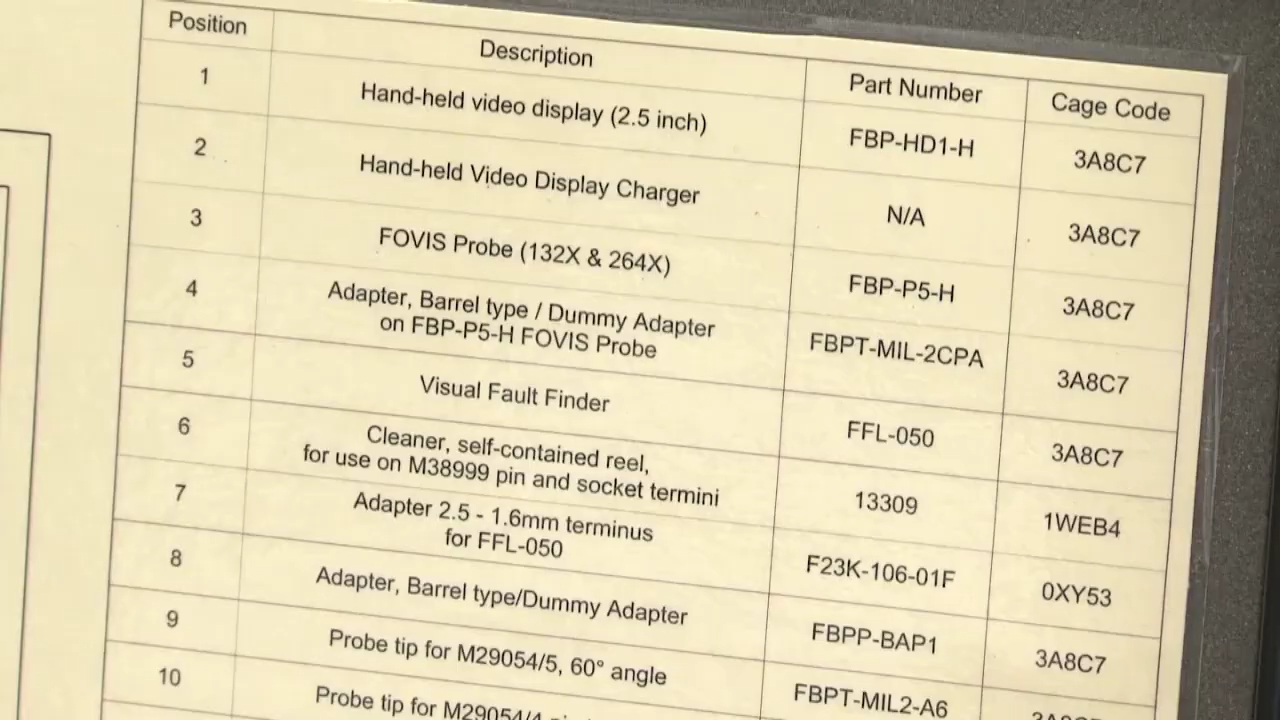 Position Description Part Number Cage Code
1 Hand-held video display (2.5 inch) FBP-HD1-H 3A8C7
2 Hand-held Video Display Charger N/A 3A8C7
3 FOVIS Probe (132X & 264X) FBP-P5-H 3A8C7
4 Adapter, Barrel type / Dummy Adapter
on FBP-P5-H FOVIS Probe FBPT-MIL-2CPA 3A8C7
5 Visual Fault Finder FFL-050 3A8C7
6 Cleaner, self-contained reel,
for use on M38999 pin and socket termini 13309 1WEB4
7 Adapter 2.5 - 1.6mm terminus
for FFL-050 F23K-106-01F 0XY53
8 Adapter, Barrel type/Dummy Adapter FBPP-BAP1 3A8C7
9 Probe tip for M29054/5, 60° angle FBPT-MIL2-A6
10 Probe tip for